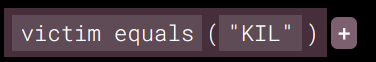 victim equals ( "KIL" ) +